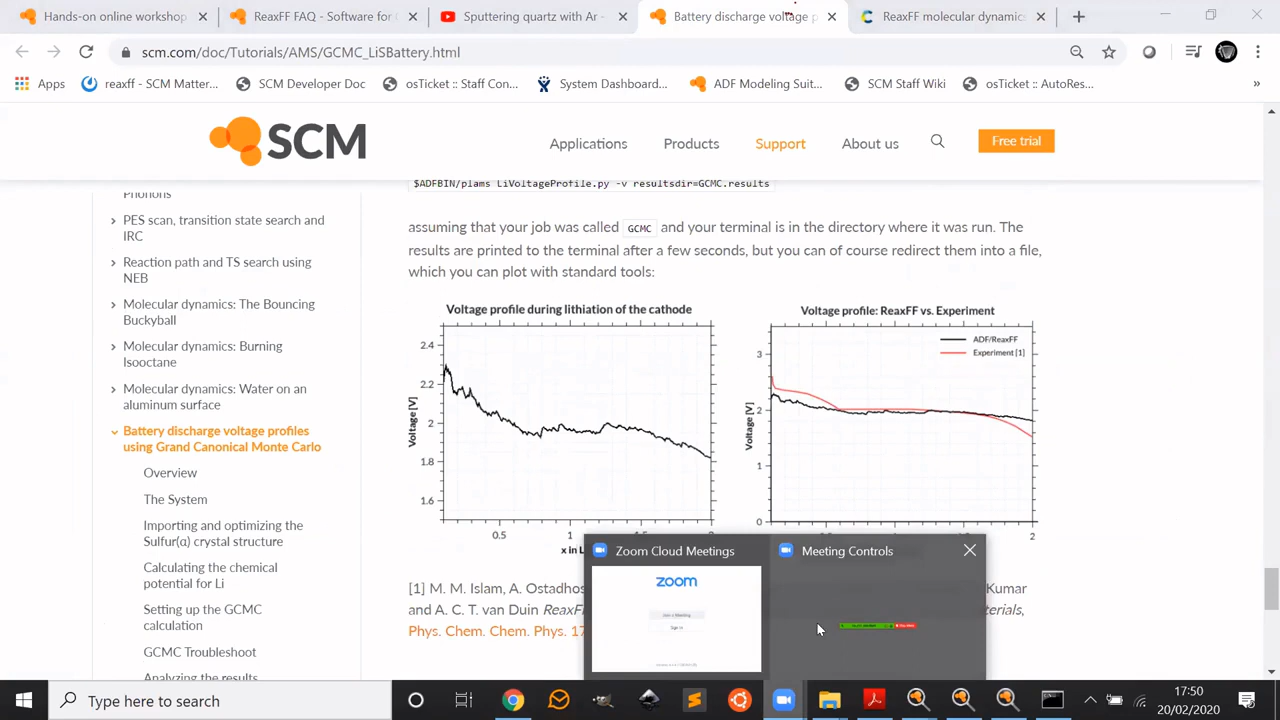 Hands-on online workshop
ReaxFF FAQ - Software for
Sputtering quartz with Ar -
Battery discharge voltage p
ReaxFF molecular dynamics
scm.com/doc/Tutorials/AMS/GCMC_LiSBattery.html
Apps
reaxff - SCM Matter...
SCM Developer Doc
osTicket :: Staff Con...
System Dashboard...
ADF Modeling Suit...
SCM Staff Wiki
osTicket :: AutoRes...
»
SCM
Applications
Products
Support
About us
Free trial
Phonons
PES scan, transition state search and
IRC
Reaction path and TS search using
NEB
Molecular dynamics: The Bouncing
Buckyball
Molecular dynamics: Burning
Isooctane
Molecular dynamics: Water on an
aluminum surface
Battery discharge voltage profiles
using Grand Canonical Monte Carlo
Overview
The System
Importing and optimizing the
Sulfur(α) crystal structure
Calculating the chemical
potential for Li
Setting up the GCMC
calculation
GCMC Troubleshoot
$ADFBIN/plams LiVoltageProfile.py -v resultsdir=GCMC.results
assuming that your job was called GCMC and your terminal is in the directory where it was run. The
results are printed to the terminal after a few seconds, but you can of course redirect them into a file,
which you can plot with standard tools:
Voltage profile during lithiation of the cathode
Voltage [V]
2.4
2.2
2
1.8
1.6
0.5
1
x in L
Voltage profile: ReaxFF vs. Experiment
ADF/ReaxFF
Experiment [1]
Voltage [V]
3
2
1
0
[1] M. M. Islam, A. Ostadhos
Kumar
and A. C. T. van Duin ReaxF
terials,
Phys. Chem. Chem. Phys. 17
Zoom Cloud Meetings
Meeting Controls
zoom
Join a Meeting
Sign In
Type here to search
17:50
20/02/2020